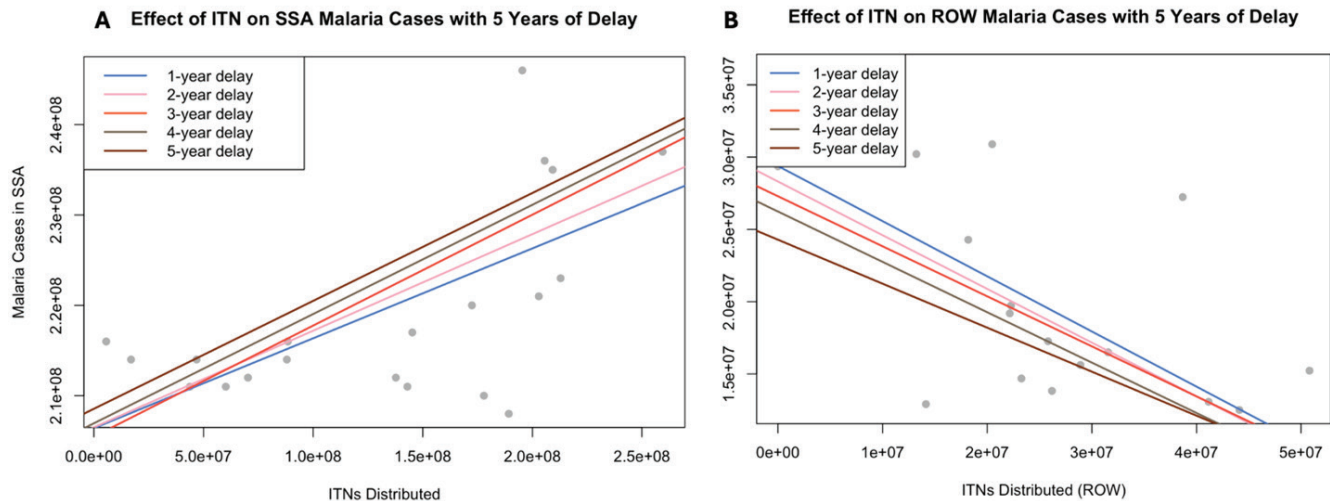 A Effect of ITN on SSA Malaria Cases with 5 Years of Delay
1-year delay
2-year delay
3-year delay
4-year delay
5-year delay
Malaria Cases in SSA
2.4e+08
2.3e+08
2.2e+08
2.1e+08
0.0e+00 5.0e+07 1.0e+08 1.5e+08 2.0e+08 2.5e+08
ITNs Distributed
B Effect of ITN on ROW Malaria Cases with 5 Years of Delay
1-year delay
2-year delay
3-year delay
4-year delay
5-year delay
3.5e+07
3.0e+07
2.5e+07
2.0e+07
1.5e+07
0e+00 1e+07 2e+07 3e+07 4e+07 5e+07
ITNs Distributed (ROW)